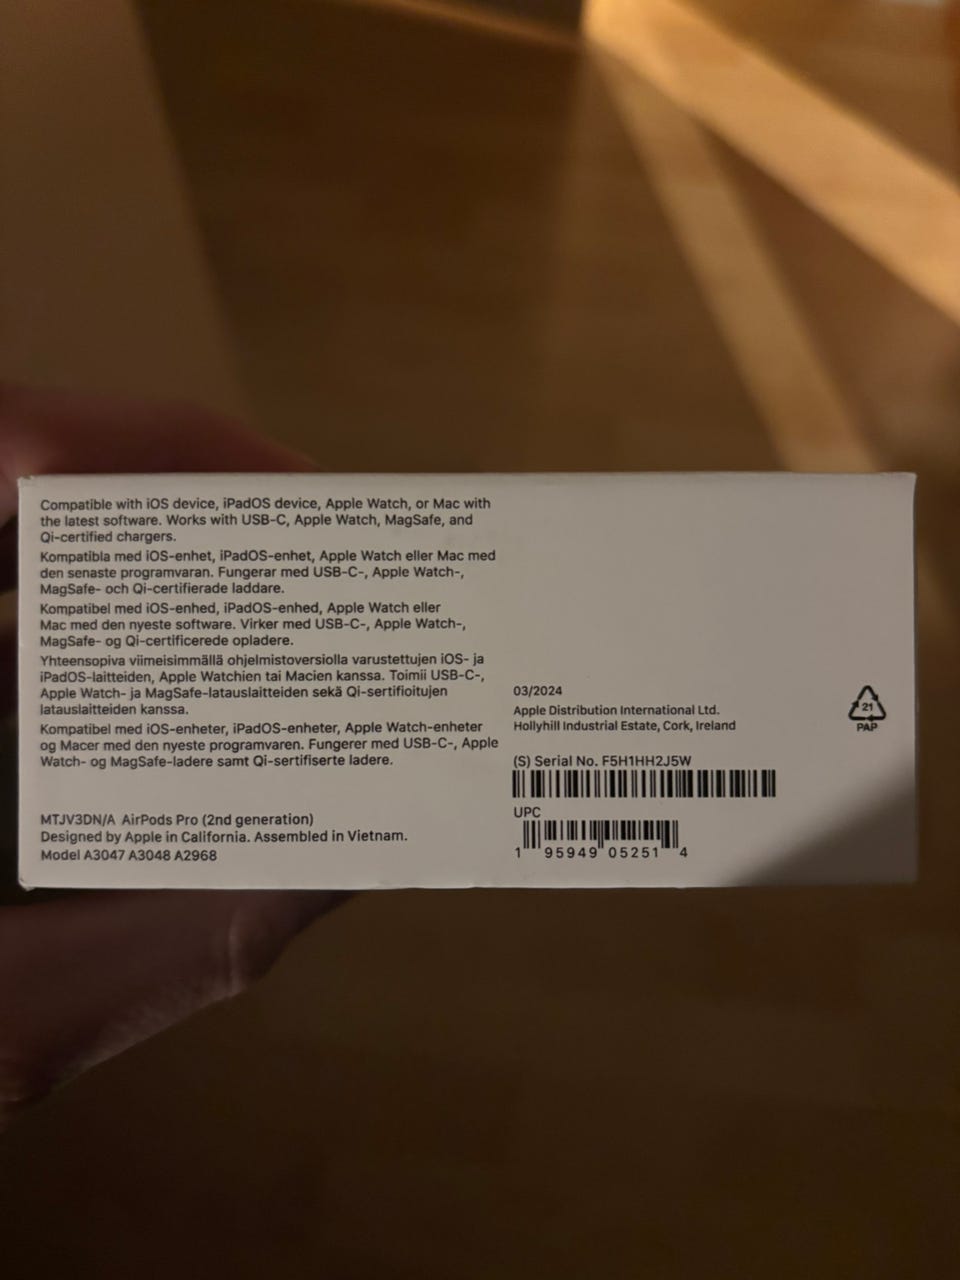 Compatible with iOS device, iPadOS device, Apple Watch, or Mac with
the latest software. Works with USB-C, Apple Watch, MagSafe, and
Qi-certified chargers.
Kompatibla med iOS-enhet, iPadOS-enhet, Apple Watch eller Mac med
den senaste programvaran. Fungerar med USB-C-, Apple Watch-,
MagSafe- och Qi-certifierade laddare.
Kompatibel med iOS-enhed, iPadOS-enhed, Apple Watch eller
Mac med den nyeste software. Virker med USB-C-, Apple Watch-,
MagSafe- og Qi-certificerede opladere.
Yhteensopiva viimeisimmällä ohjelmistoversiolla varustettujen iOS- ja
iPadOS-laitteiden, Apple Watchien tai Macien kanssa. Toimii USB-C-,
Apple Watch- ja MagSafe-latauslaitteiden sekä Qi-sertifioitujen
latauslaitteiden kanssa.
Kompatibel med iOS-enheter, iPadOS-enheter, Apple Watch-enheter
og Macer med den nyeste programvaren. Fungerer med USB-C-, Apple
Watch- og MagSafe-ladere samt Qi-sertifiserte ladere.
MTJV3DN/A AirPods Pro (2nd generation)
Designed by Apple in California. Assembled in Vietnam.
Model A3047 A3048 A2968
03/2024
Apple Distribution International Ltd.
Hollyhill Industrial Estate, Cork, Ireland
(S) Serial No. F5H1HH2J5W
UPC
1 95949 05251 4
21
PAP